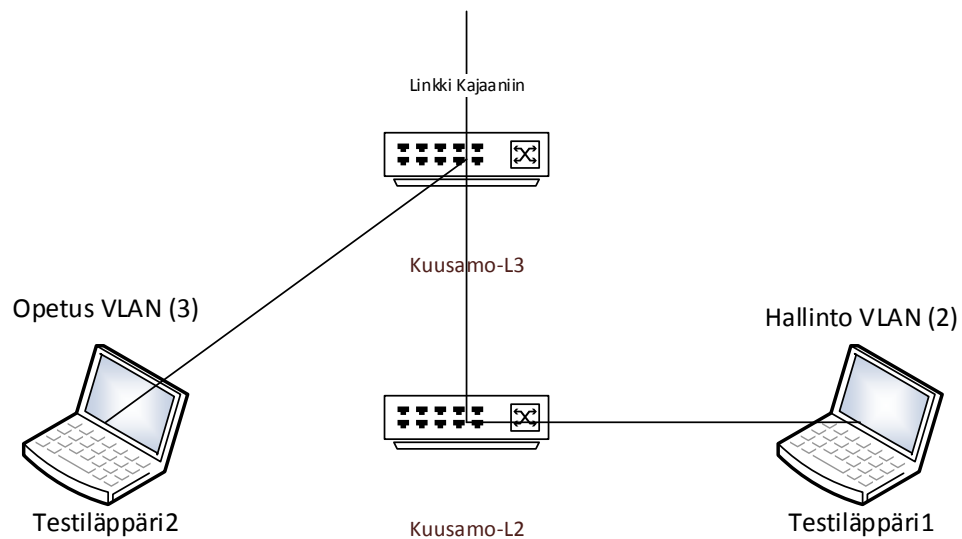 Linkki Kajaaniin
Kuusamo-L3
Opetus VLAN (3)
Hallinto VLAN (2)
Testiläppäri2
Kuusamo-L2
Testiläppäri1